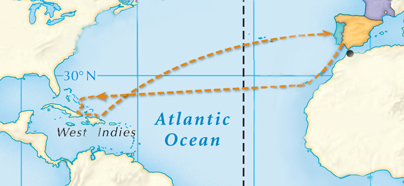 30°N
West Indies
Atlantic
Ocean